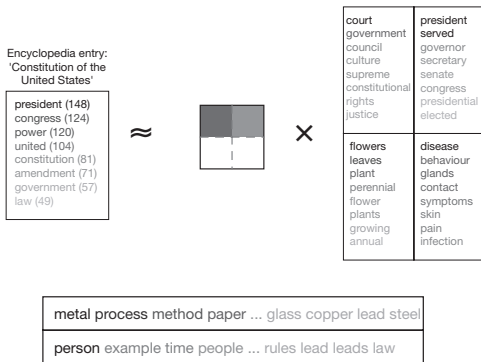 Encyclopedia entry:
'Constitution of the
United States'
president (148)
congress (124)
power (120)
united (104)
constitution (81)
amendment (71)
government (57)
law (49)
≈
×
court
government
council
culture
supreme
constitutional
rights
justice
president
served
governor
secretary
senate
congress
presidential
elected
flowers
leaves
plant
perennial
flower
plants
growing
annual
disease
behaviour
glands
contact
symptoms
skin
pain
infection
metal process method paper ... glass copper lead steel
person example time people ... rules lead leads law